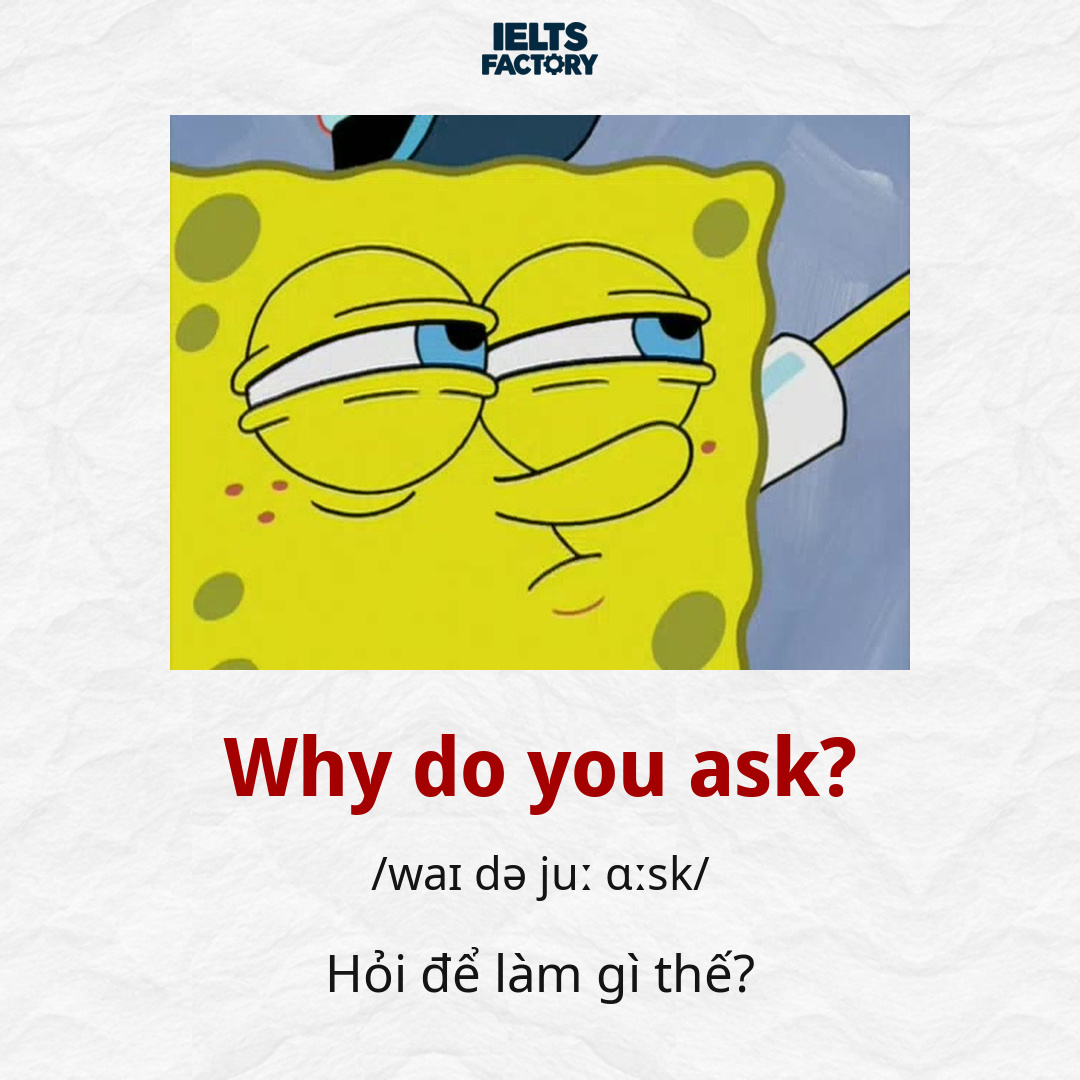 IELTS
FACTORY
Why do you ask?
/waɪ də juː ɑːsk/
Hỏi để làm gì thế?